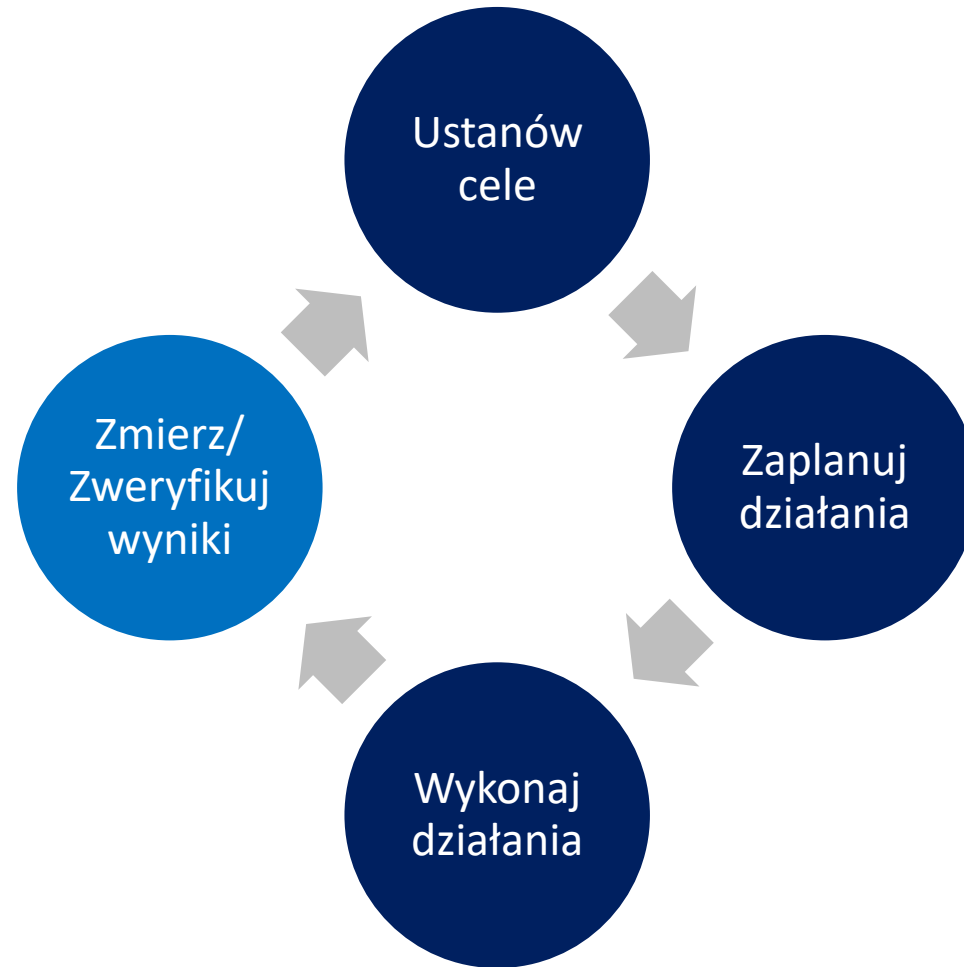 Ustanów
cele
Zaplanuj
działania
Wykonaj
działania
Zmierz/
Zweryfikuj
wyniki